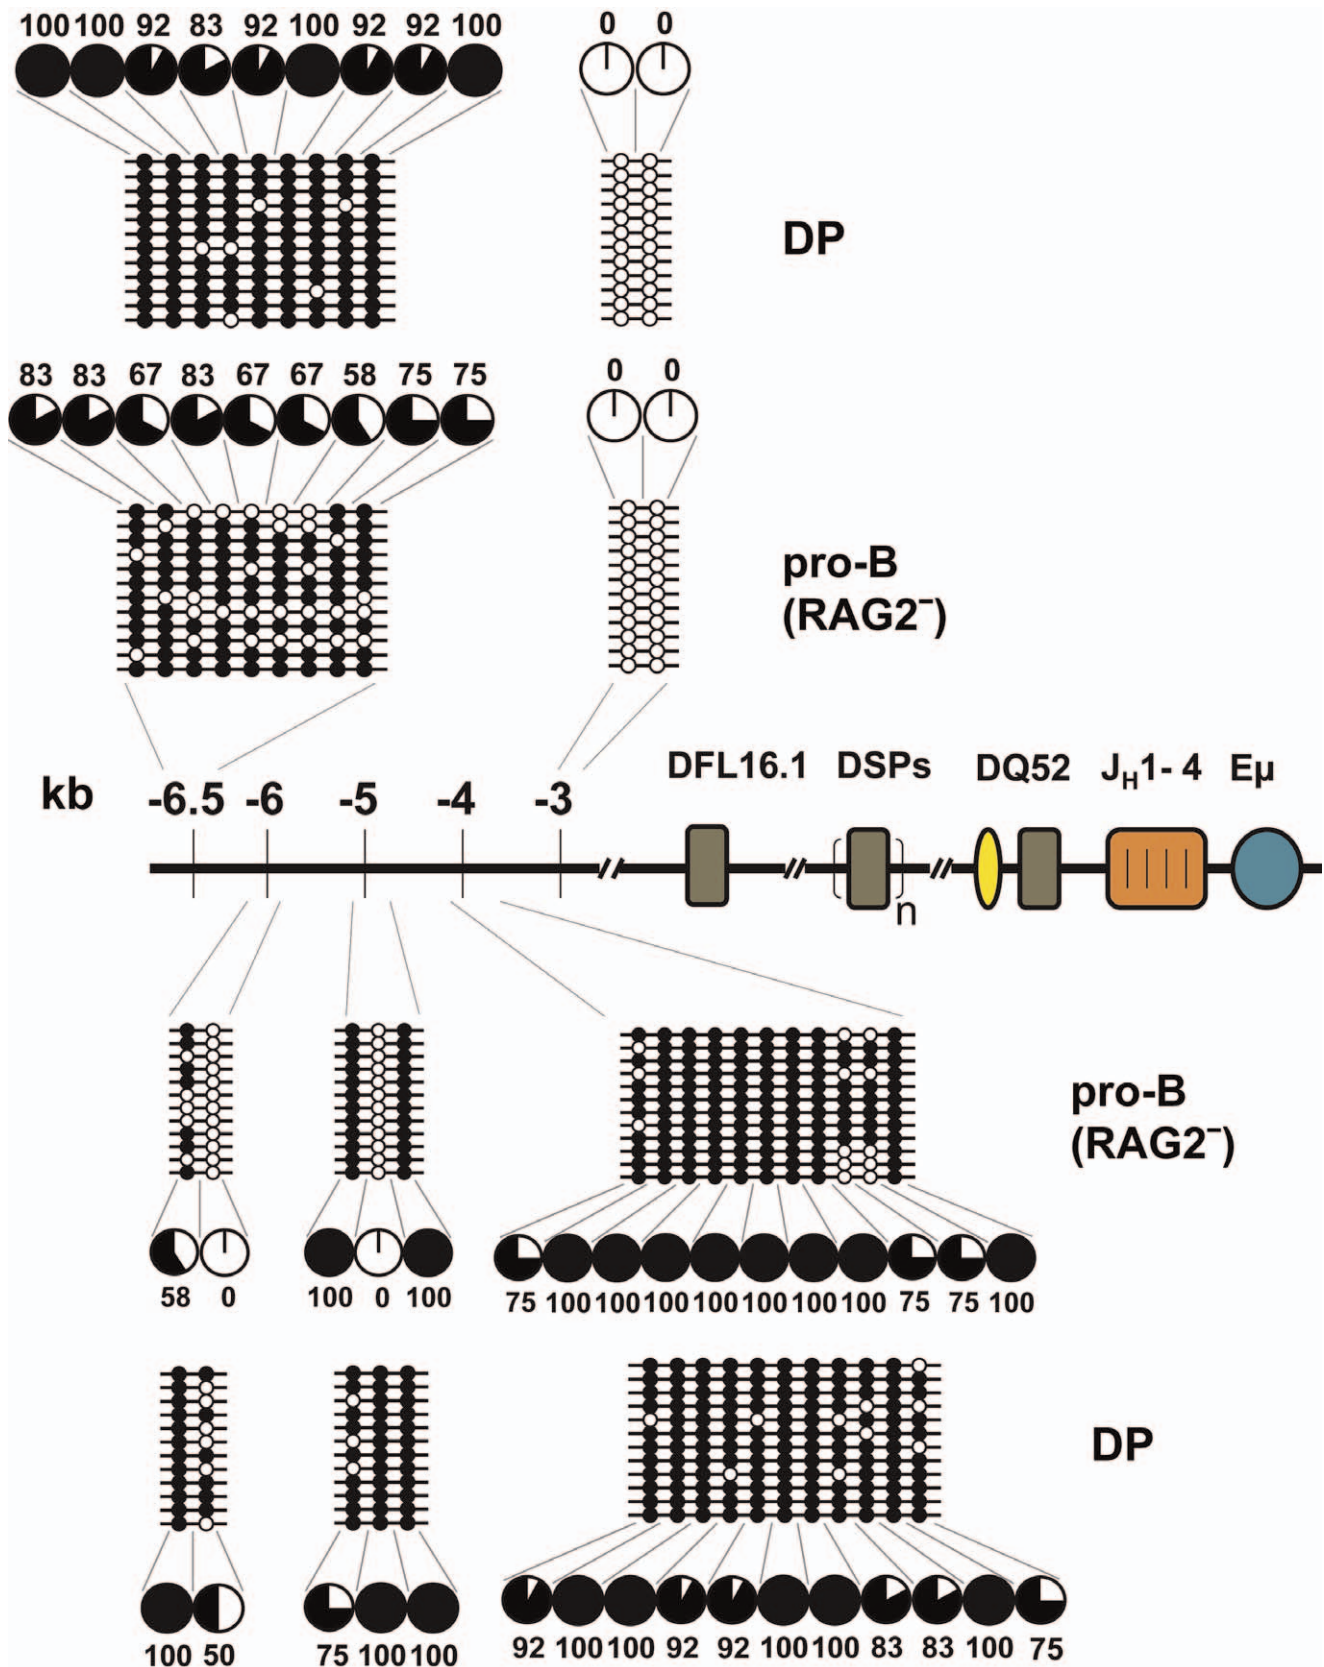 100 100 92 83 92 100 92 92 100 0 0
DP
83 83 67 83 67 67 58 75 75 0 0
pro-B
(RAG2⁻)
DFL16.1 DSPs DQ52 J_H1- 4 Eμ
kb -6.5 -6 -5 -4 -3
n
pro-B
(RAG2⁻)
58 0 100 0 100 75 100 100 100 100 100 100 100 75 75 100
DP
100 50 75 100 100 92 100 100 92 92 100 100 83 83 100 75